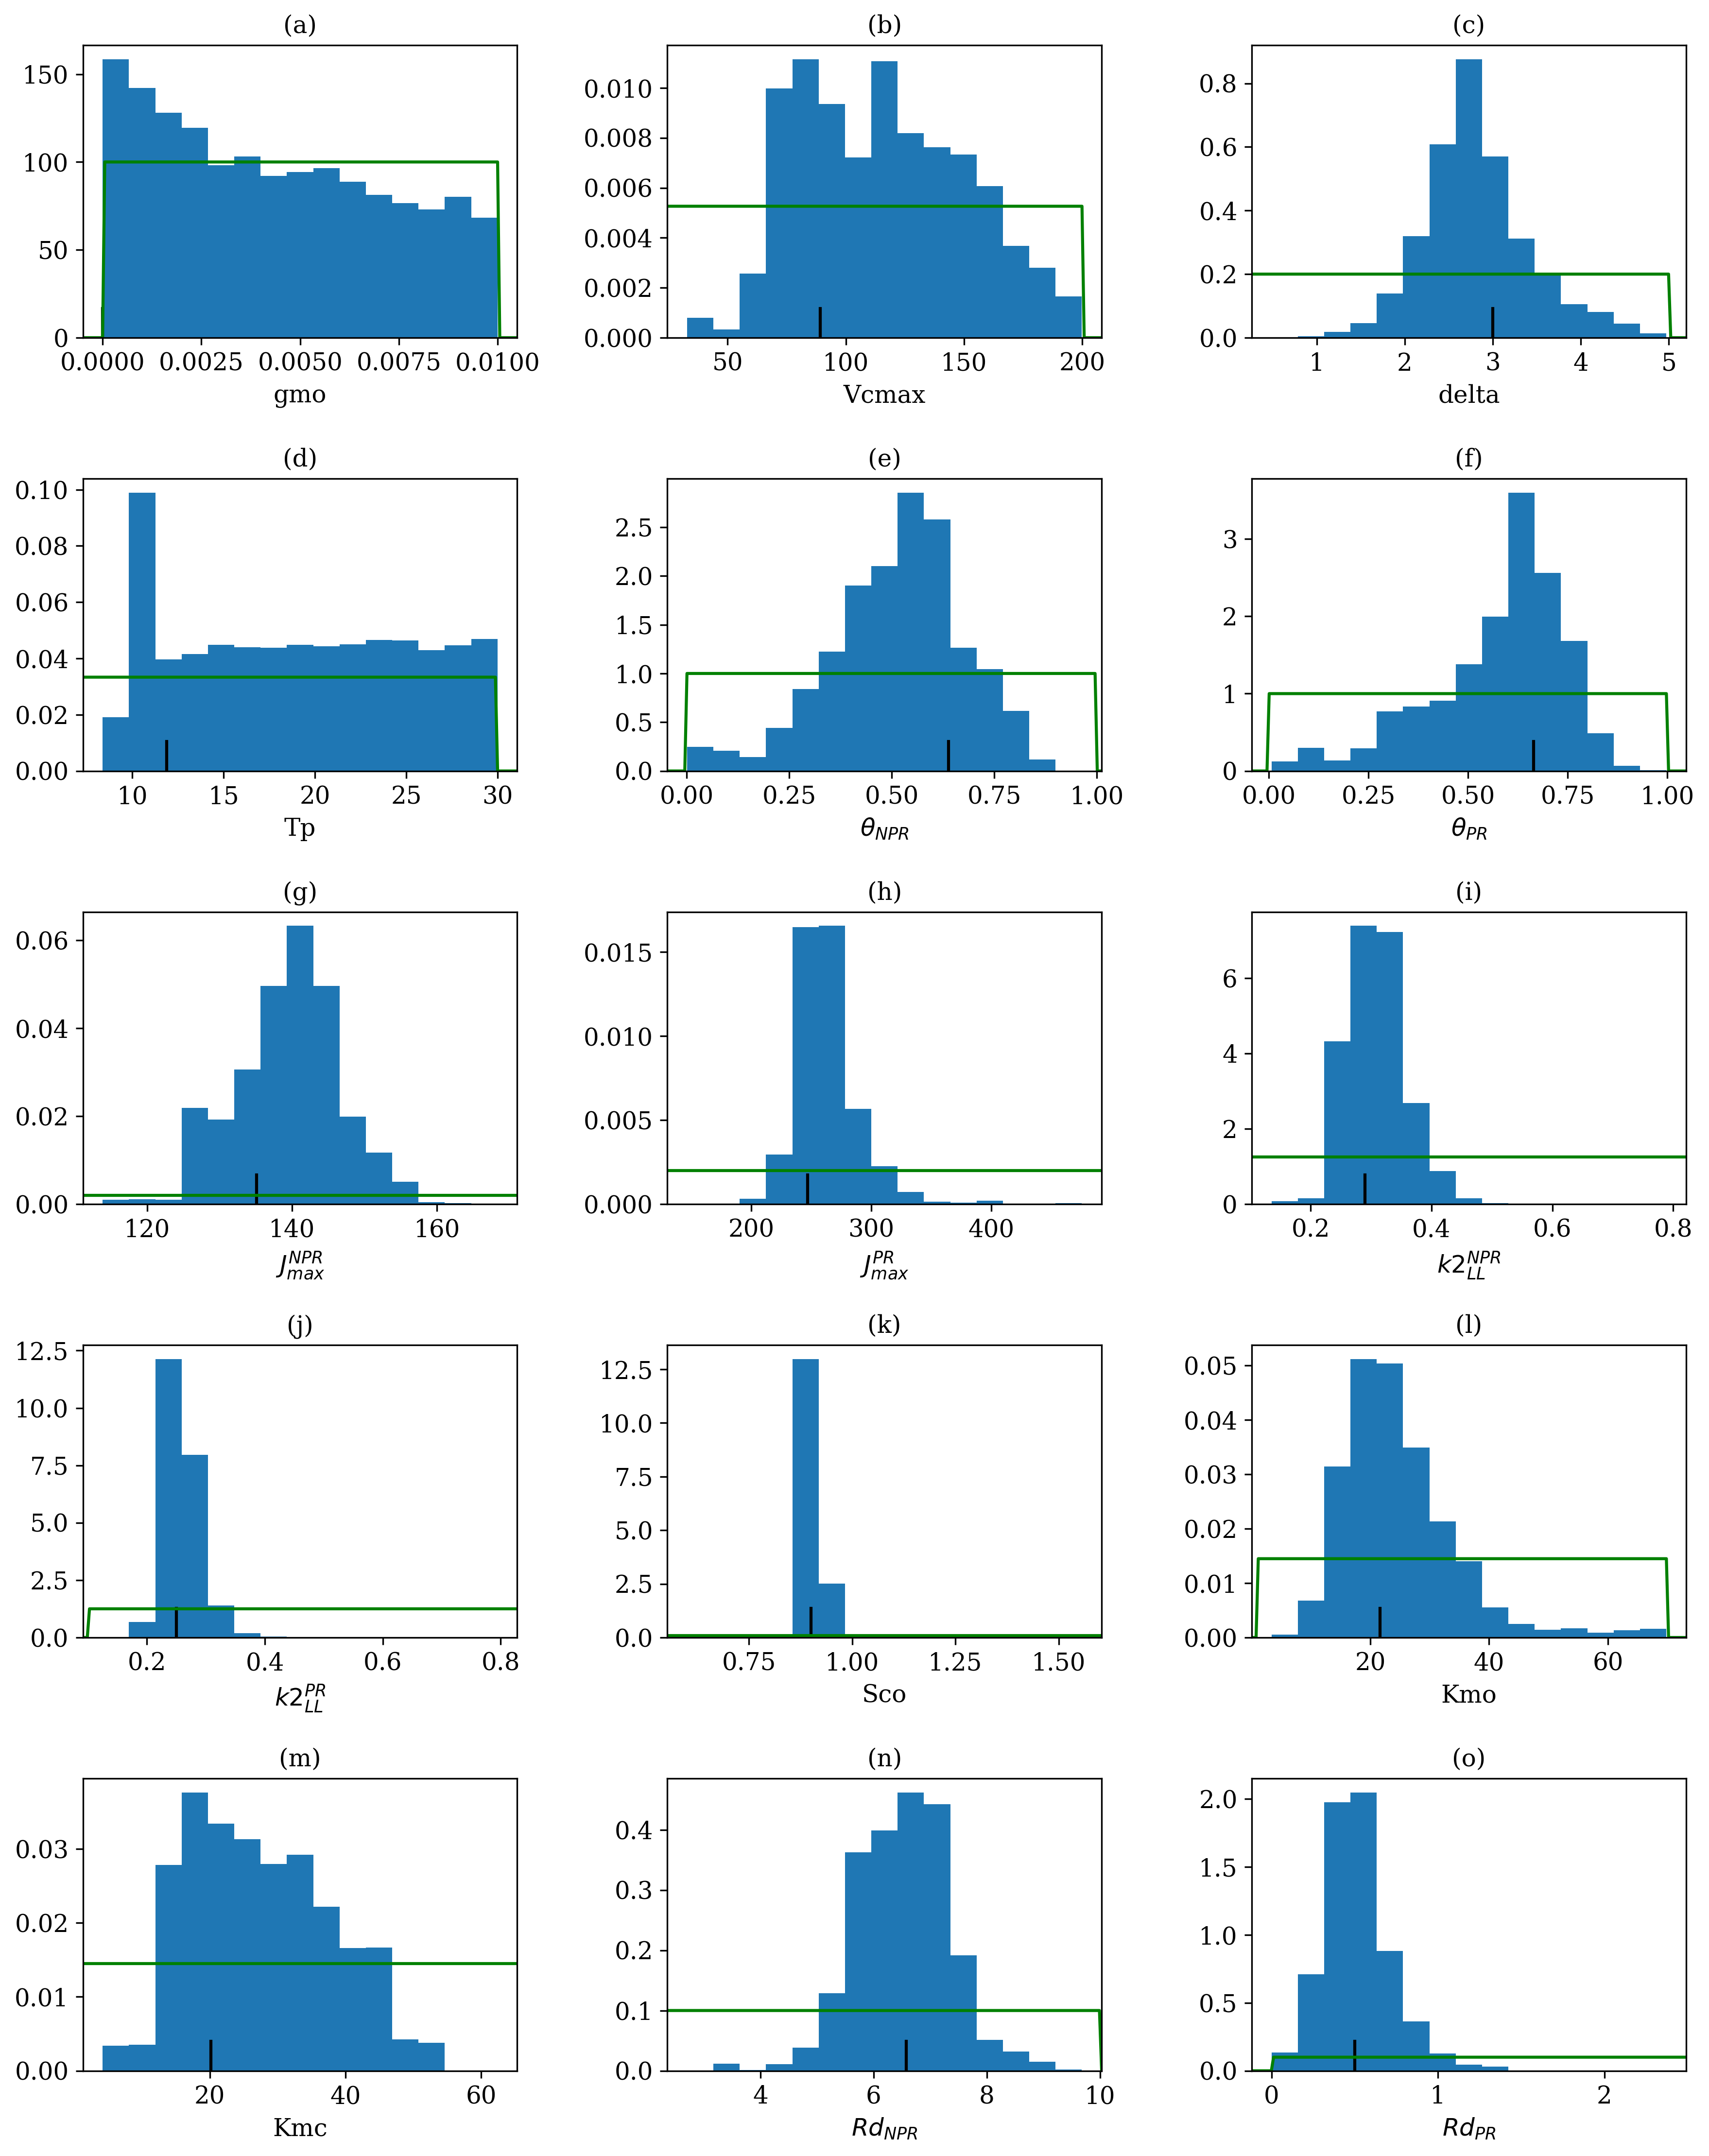 (a) (b) (c)
150 0.010 0.8
100 0.008 0.6
0.006 0.4
50 0.004 0.2
0.002
0 0.000 0.0
0.0000 0.0025 0.0050 0.0075 0.0100 50 100 150 200 1 2 3 4 5
gmo Vcmax delta
(d) (e) (f)
0.10 2.5 3
0.08 2.0
0.06 1.5 2
0.04 1.0 1
0.02 0.5
0.00 0.0 0
10 15 20 25 30 0.00 0.25 0.50 0.75 1.00 0.00 0.25 0.50 0.75 1.00
Tp θNPR θPR
(g) (h) (i)
0.06 0.015 6
0.04 0.010 4
0.02 0.005 2
0.00 0.000 0
120 140 160 200 300 400 0.2 0.4 0.6 0.8
J^NPR_max J^PR_max k2^NPR_LL
(j) (k) (l)
12.5 12.5 0.05
10.0 10.0 0.04
7.5 7.5 0.03
5.0 5.0 0.02
2.5 2.5 0.01
0.0 0.0 0.00
0.2 0.4 0.6 0.8 0.75 1.00 1.25 1.50 20 40 60
k2^PR_LL Sco Kmo
(m) (n) (o)
0.03 0.4 2.0
0.02 0.3 1.5
0.01 0.2 1.0
0.1 0.5
0.00 0.0 0.0
20 40 60 4 6 8 10 0 1 2
Kmc RdNPR RdPR